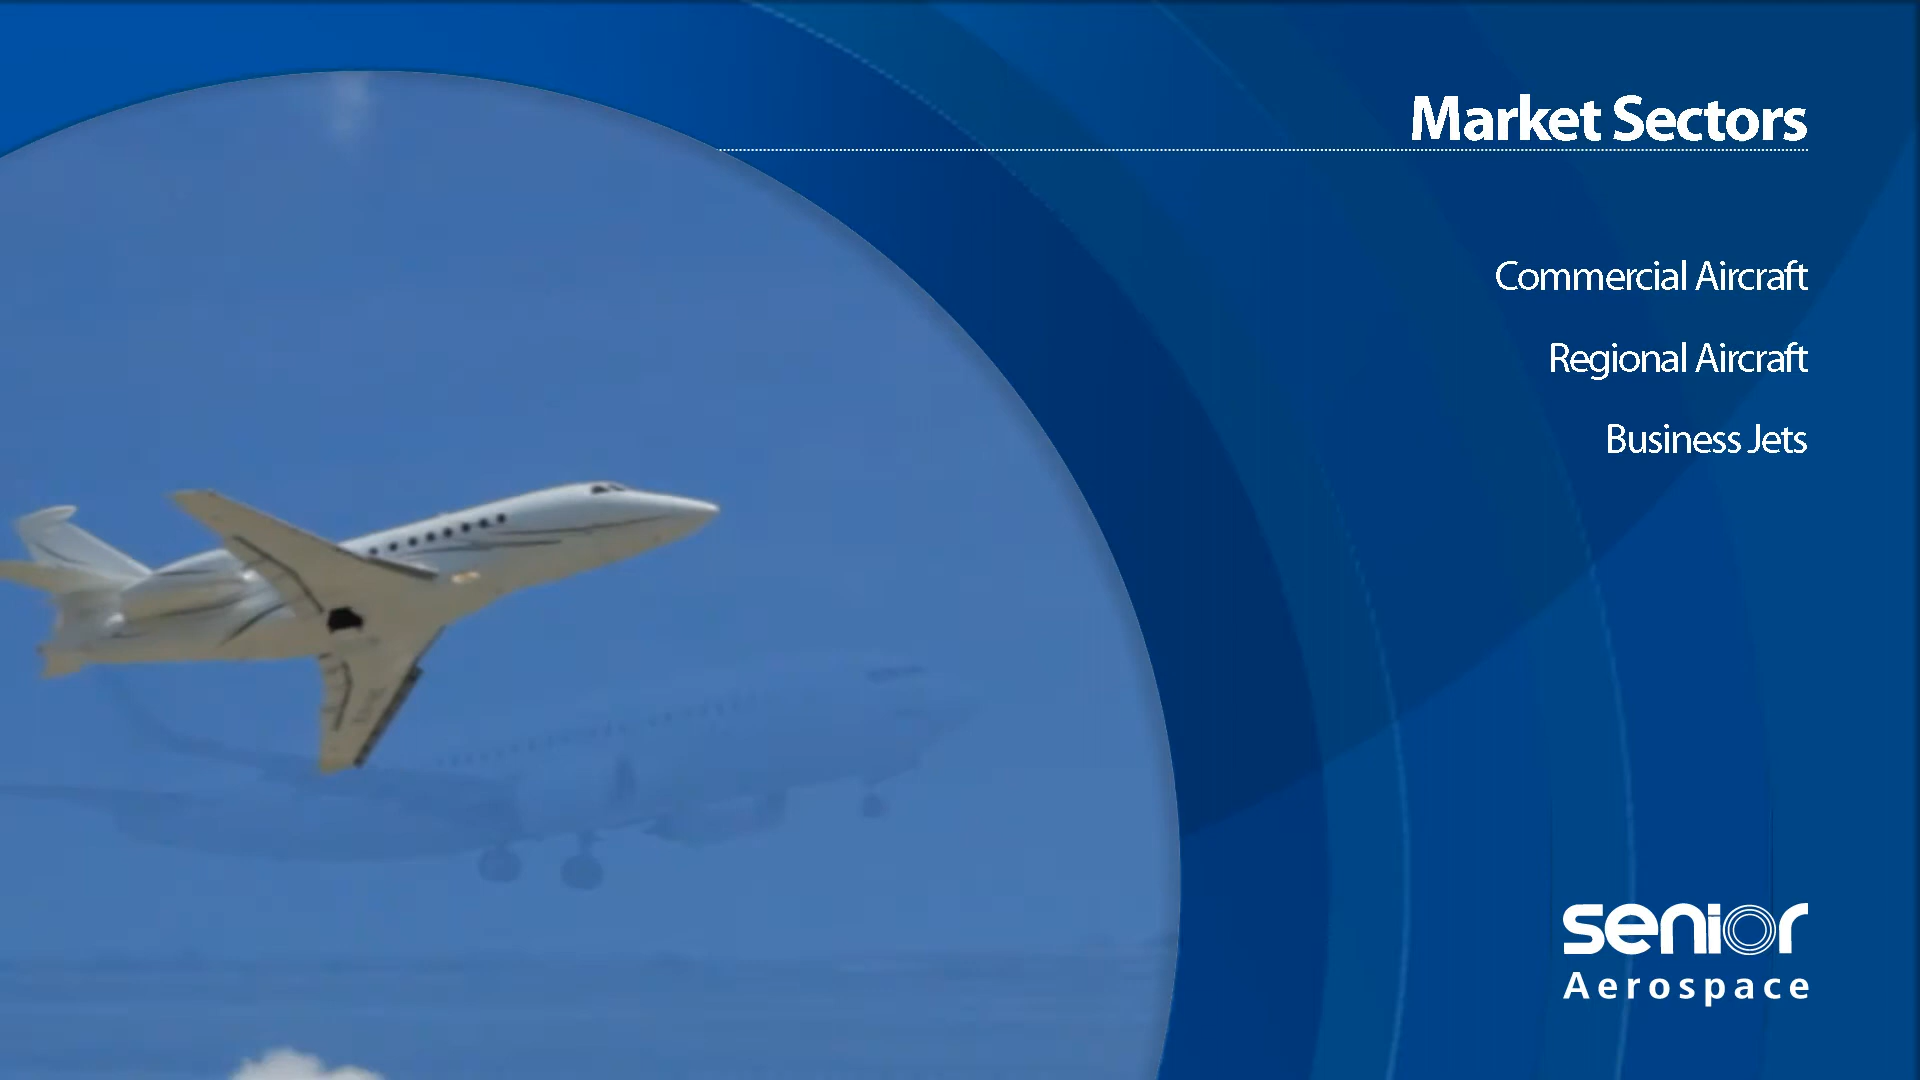 Market Sectors
Commercial Aircraft
Regional Aircraft
Business Jets
senior
Aerospace